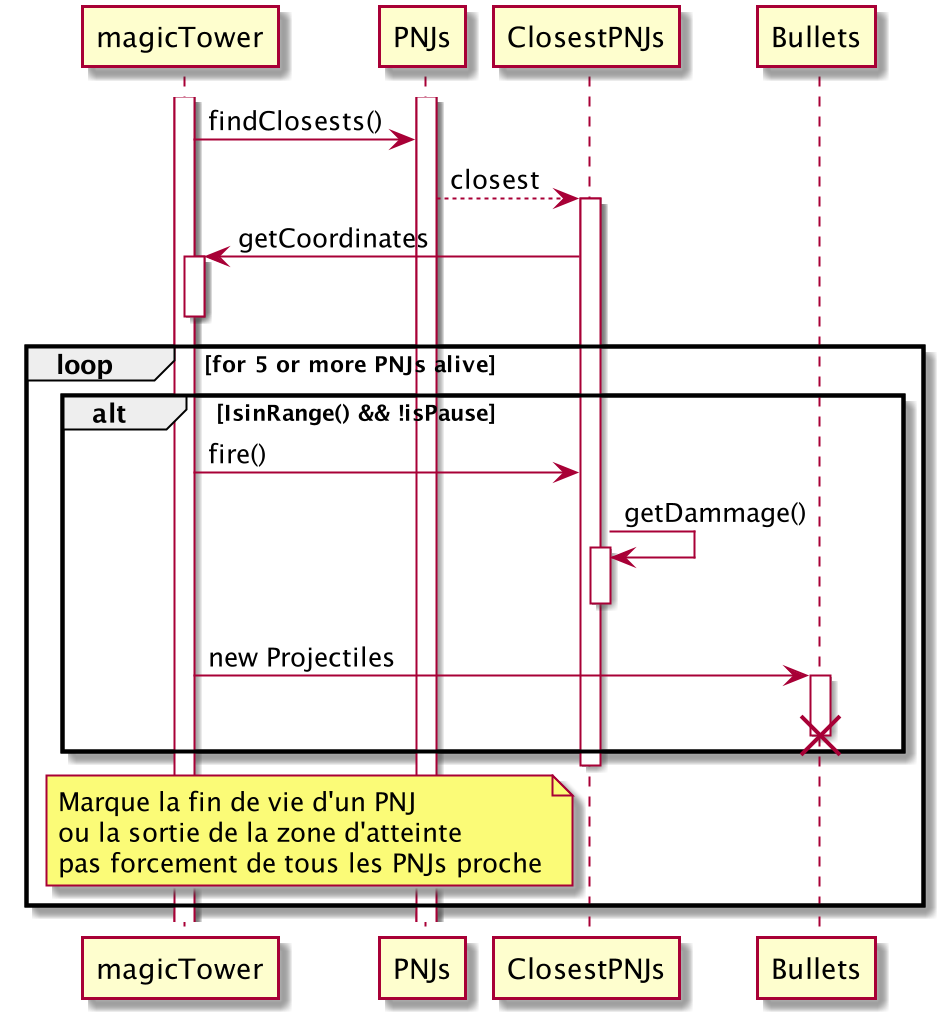 magicTower PNJs ClosestPNJs Bullets
findClosests()
closest
getCoordinates
loop [for 5 or more PNJs alive]
alt [IsinRange() && !isPause]
fire()
getDammage()
new Projectiles
Marque la fin de vie d'un PNJ
ou la sortie de la zone d'atteinte
pas forcement de tous les PNJs proche
magicTower PNJs ClosestPNJs Bullets